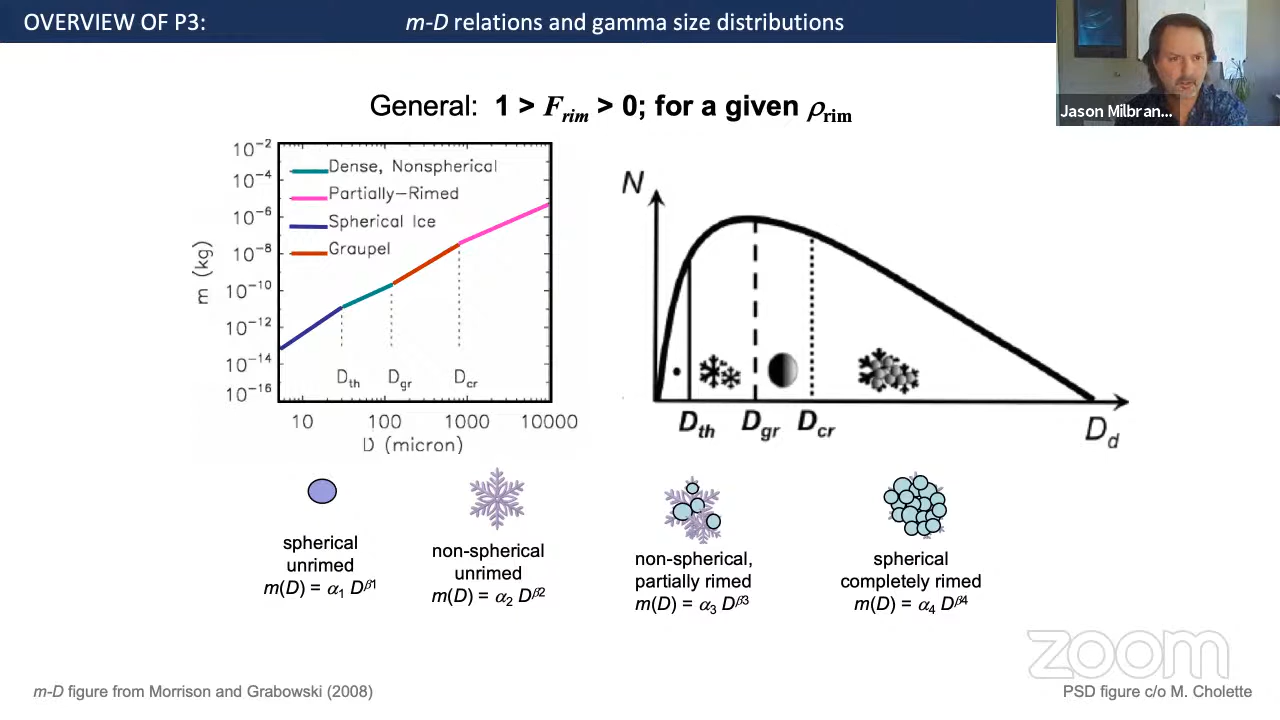 OVERVIEW OF P3:
m-D relations and gamma size distributions
Jason Milbran...
General: 1 > Frim > 0; for a given ρrim
10-2
10-4
10-6
10-8
10-10
10-12
10-14
10-16
m (kg)
Dense, Nonspherical
Partially-Rimed
Spherical Ice
Graupel
Dth Dgr Dcr
10 100 1000 10000
D (micron)
N
Dth Dgr Dcr
Dd
spherical
unrimed
m(D) = α1 Dβ1
non-spherical
unrimed
m(D) = α2 Dβ2
non-spherical,
partially rimed
m(D) = α3 Dβ3
spherical
completely rimed
m(D) = α4 Dβ4
zoom
m-D figure from Morrison and Grabowski (2008)
PSD figure c/o M. Cholette